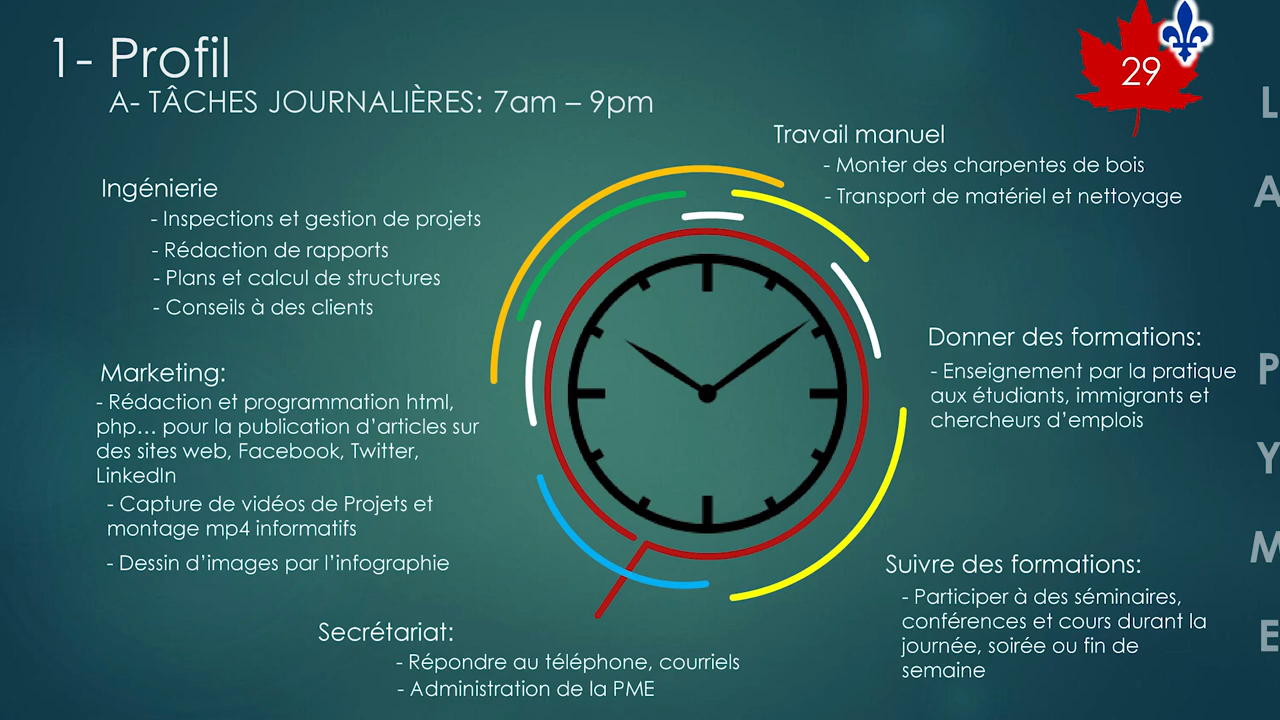 1- Profil
A- TÂCHES JOURNALIÈRES: 7am – 9pm
29
Travail manuel
- Monter des charpentes de bois
- Transport de matériel et nettoyage
Ingénierie
- Inspections et gestion de projets
- Rédaction de rapports
- Plans et calcul de structures
- Conseils à des clients
Donner des formations:
- Enseignement par la pratique
aux étudiants, immigrants et
chercheurs d’emplois
Marketing:
- Rédaction et programmation html,
php... pour la publication d’articles sur
des sites web, Facebook, Twitter,
LinkedIn
- Capture de vidéos de Projets et
montage mp4 informatifs
- Dessin d’images par l’infographie
Suivre des formations:
- Participer à des séminaires,
conférences et cours durant la
journée, soirée ou fin de
semaine
Secrétariat:
- Répondre au téléphone, courriels
- Administration de la PME
L
A
P
Y
M
E